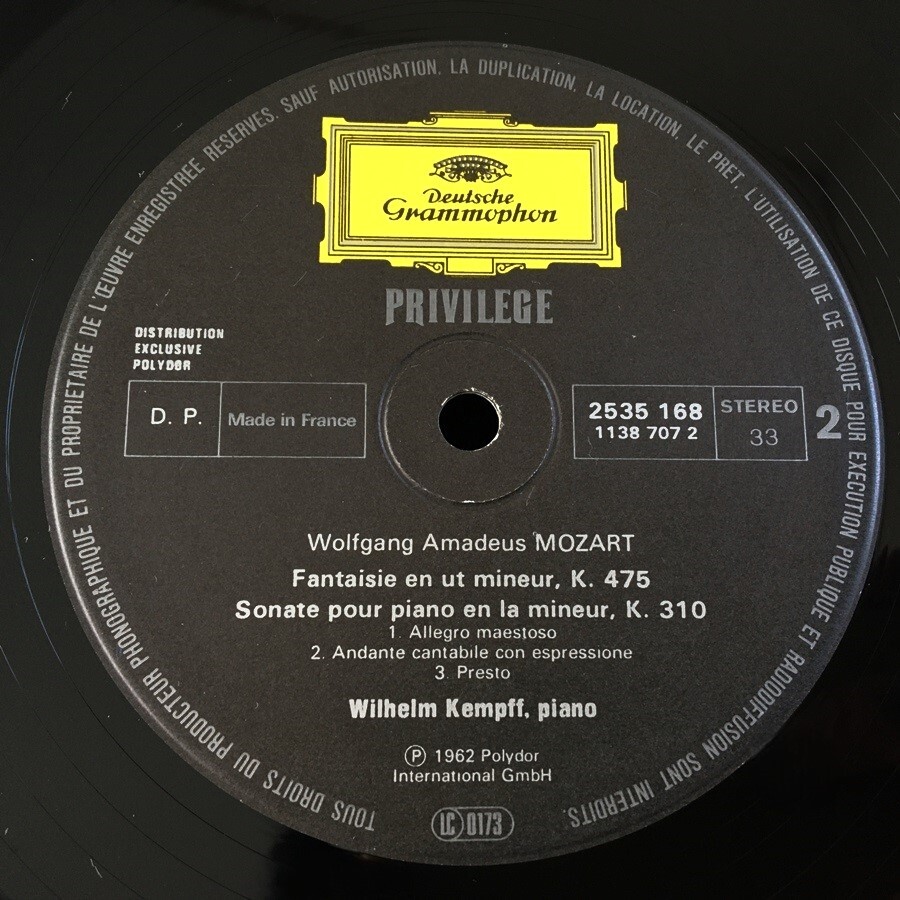 TOUS DROITS DU PRODUCTEUR PHONOGRAPHIQUE ET DU PROPRIETAIRE DE L'ŒUVRE ENREGISTREE RESERVES. SAUF AUTORISATION, LA DUPLICATION, LA LOCATION, LE PRET, L'UTILISATION DE CE DISQUE POUR EXECUTION PUBLIQUE ET RADIODIFFUSION SONT INTERDITS.
Deutsche
Grammophon
PRIVILEGE
DISTRIBUTION
EXCLUSIVE
POLYDOR
D. P.
Made in France
2535 168
1138 707 2
STEREO
33
2
Wolfgang Amadeus MOZART
Fantaisie en ut mineur, K. 475
Sonate pour piano en la mineur, K. 310
1. Allegro maestoso
2. Andante cantabile con espressione
3. Presto
Wilhelm Kempff, piano
Ⓟ 1962 Polydor
International GmbH
LC 0173